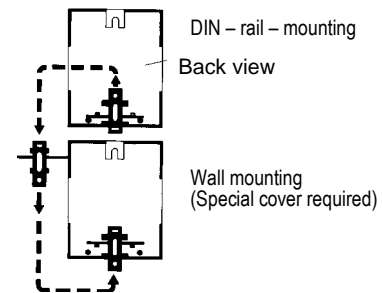 DIN – rail – mounting
Back view
Wall mounting
(Special cover required)